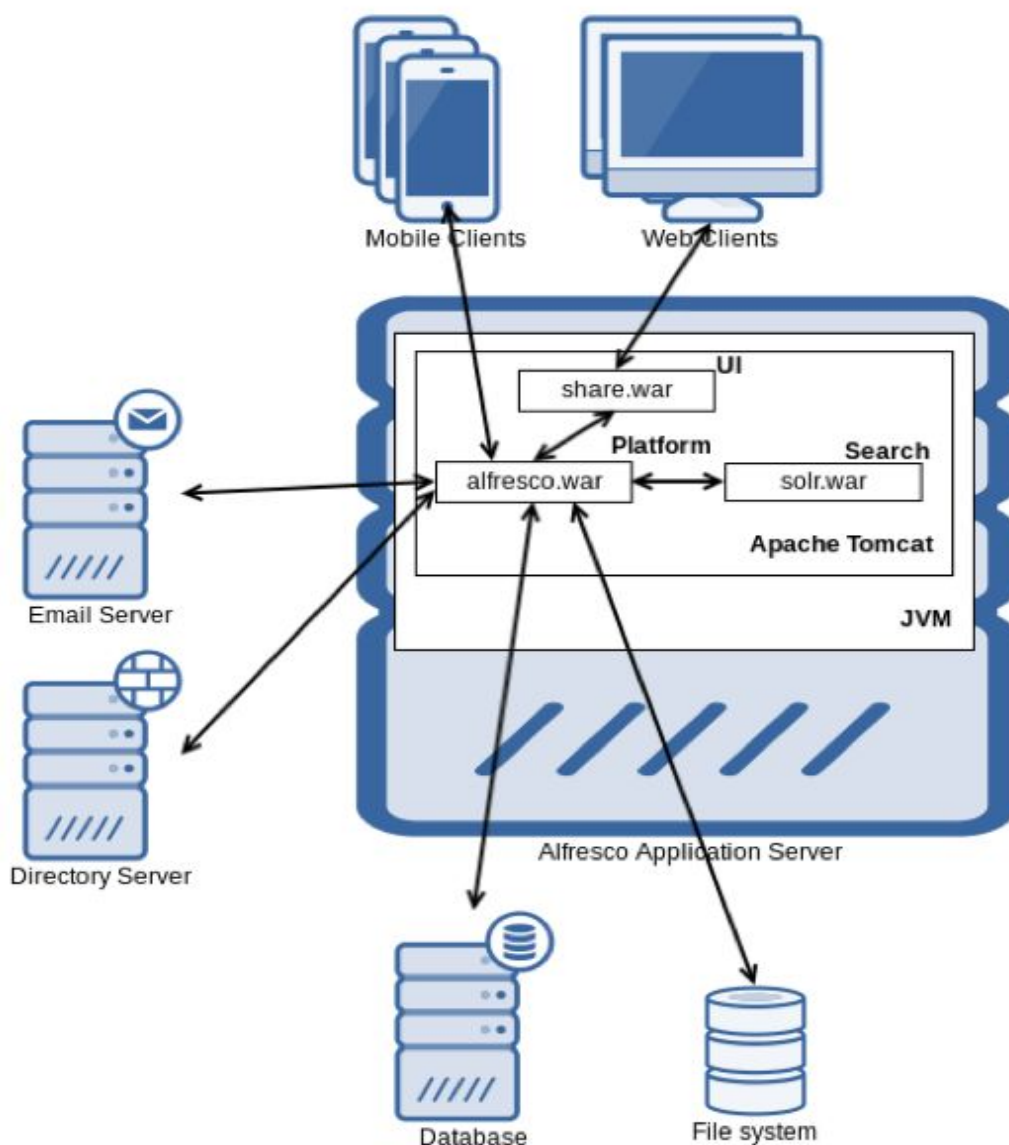 Mobile Clients
Web Clients
UI
share.war
Platform
Search
alfresco.war
solr.war
Apache Tomcat
JVM
Email Server
Directory Server
Alfresco Application Server
Database
File system